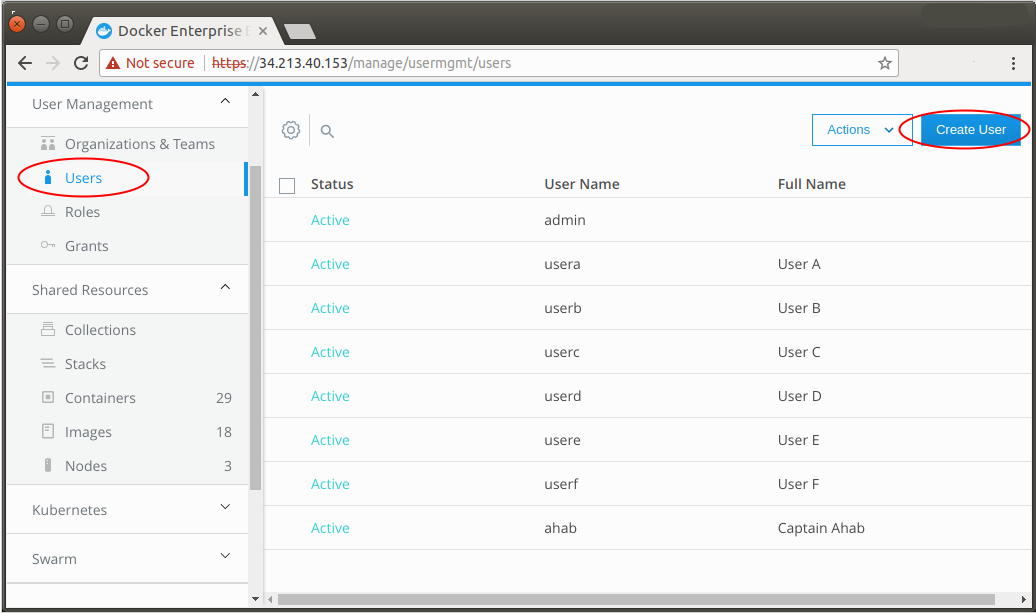 Docker Enterprise E
Not secure https://34.213.40.153/manage/usermgmt/users
User Management
Organizations & Teams
Users
Roles
Grants
Shared Resources
Collections
Stacks
Containers 29
Images 18
Nodes 3
Kubernetes
Swarm
Actions Create User
Status User Name Full Name
Active admin
Active usera User A
Active userb User B
Active userc User C
Active userd User D
Active usere User E
Active userf User F
Active ahab Captain Ahab